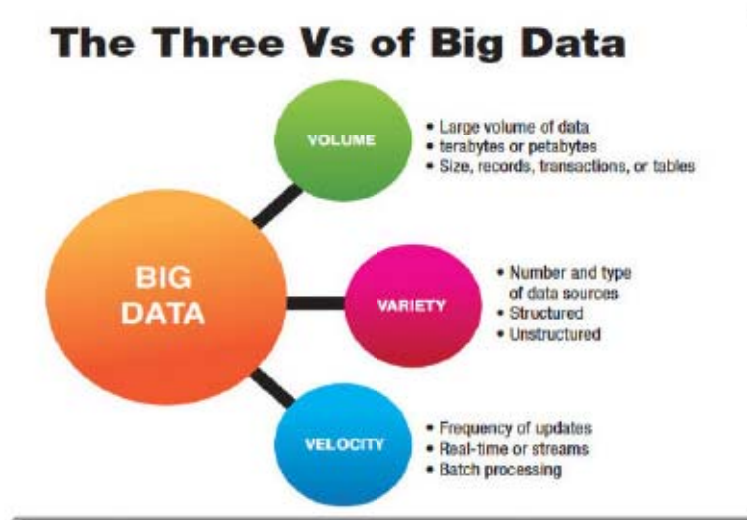 The Three Vs of Big Data
VOLUME
• Large volume of data
• terabytes or petabytes
• Size, records, transactions, or tables
BIG
DATA
VARIETY
• Number and type
of data sources
• Structured
• Unstructured
VELOCITY
• Frequency of updates
• Real-time or streams
• Batch processing